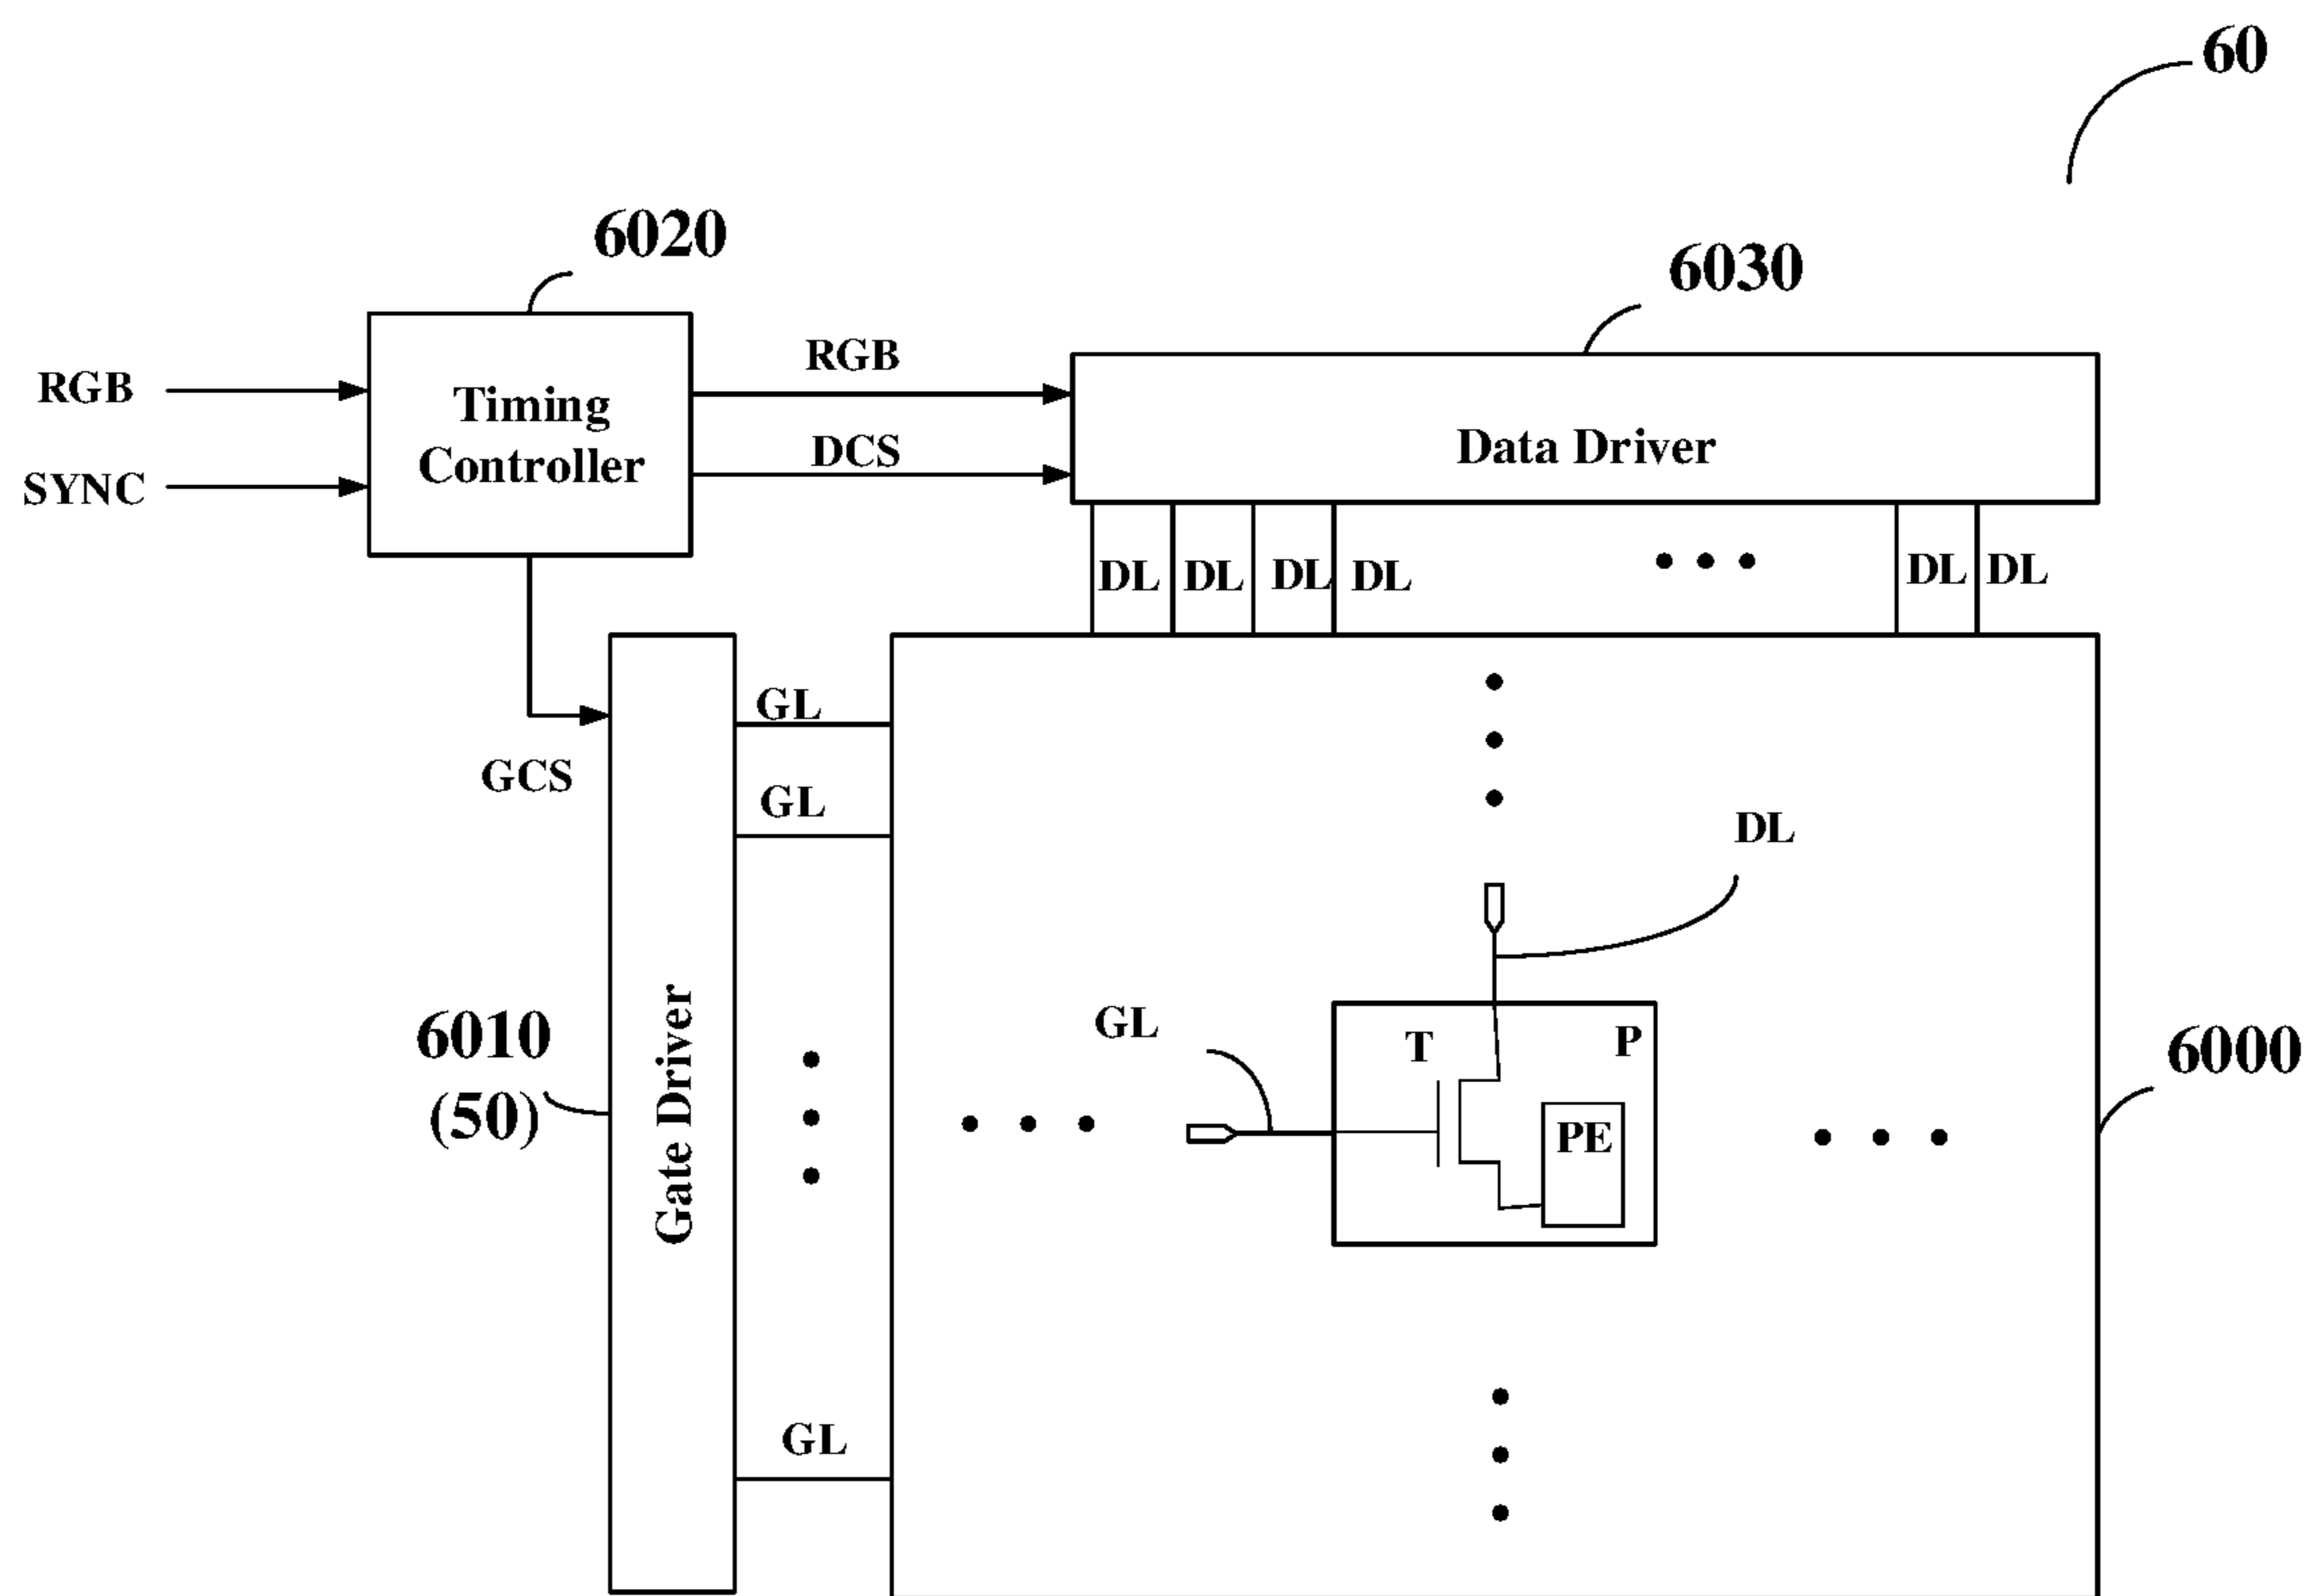 60
6020
6030
RGB
RGB
Timing
Controller
DCS
SYNC
Data Driver
DL DL DL DL DL DL
GL
GCS
GL
DL
GL
T P
6010
(50)
Gate Driver
PE
6000
GL